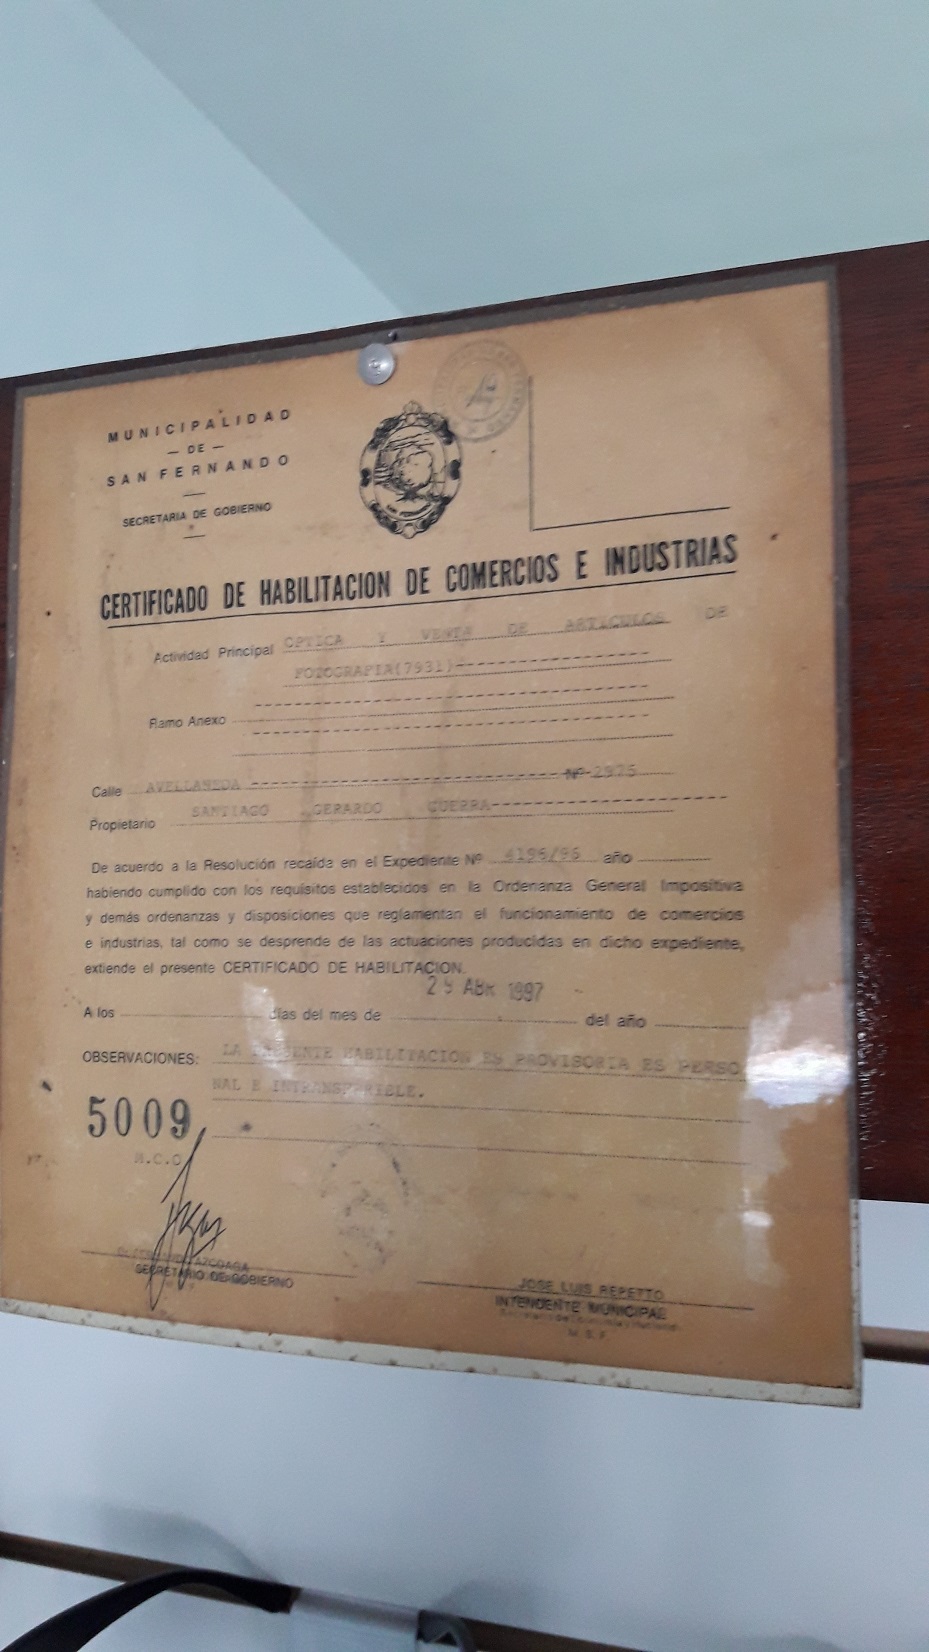 MUNICIPALIDAD
— DE —
SAN FERNANDO
SECRETARIA DE GOBIERNO
CERTIFICADO DE HABILITACION DE COMERCIOS E INDUSTRIAS
Actividad Principal OPTICA Y VENTA DE ARTICULOS DE
FOTOGRAFIA(7931)
Ramo Anexo
Calle AVELLANEDA Nº 2975
Propietario SANTIAGO GERARDO GUERRA
De acuerdo a la Resolución recaída en el Expediente Nº 4196/96 año
habiendo cumplido con los requisitos establecidos en la Ordenanza General Impositiva
y demás ordenanzas y disposiciones que reglamentan el funcionamiento de comercios
e industrias, tal como se desprende de las actuaciones producidas en dicho expediente,
extiende el presente CERTIFICADO DE HABILITACION.
29 ABR 1997
A los días del mes de del año
OBSERVACIONES: LA PRESENTE HABILITACION ES PROVISORIA ES PERSO
NAL E INTRANSFERIBLE.
5009
M.C.O
AZCOAGA
SECRETARIO DE GOBIERNO
JOSE LUIS REPETTO
INTENDENTE MUNICIPAL
M.S.F.